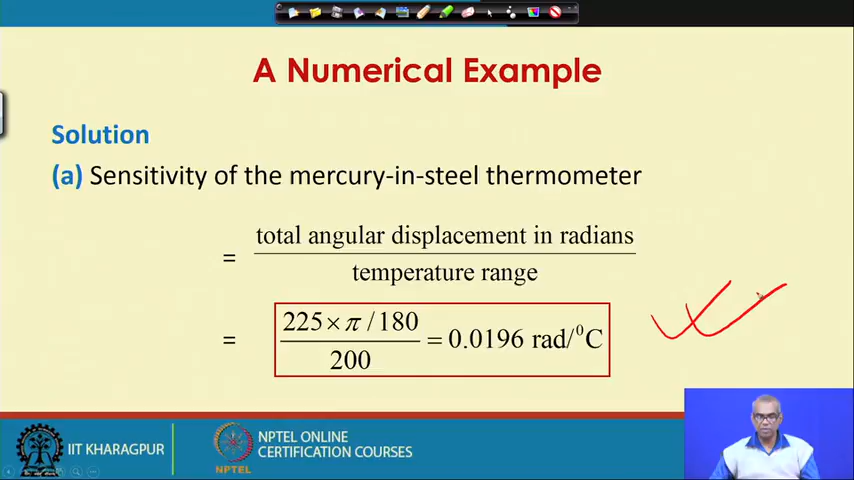 A Numerical Example
Solution
(a) Sensitivity of the mercury-in-steel thermometer
= total angular displacement in radians
temperature range
= 225 × π / 180
200
= 0.0196 rad/⁰C
IIT KHARAGPUR
NPTEL
NPTEL ONLINE
CERTIFICATION COURSES